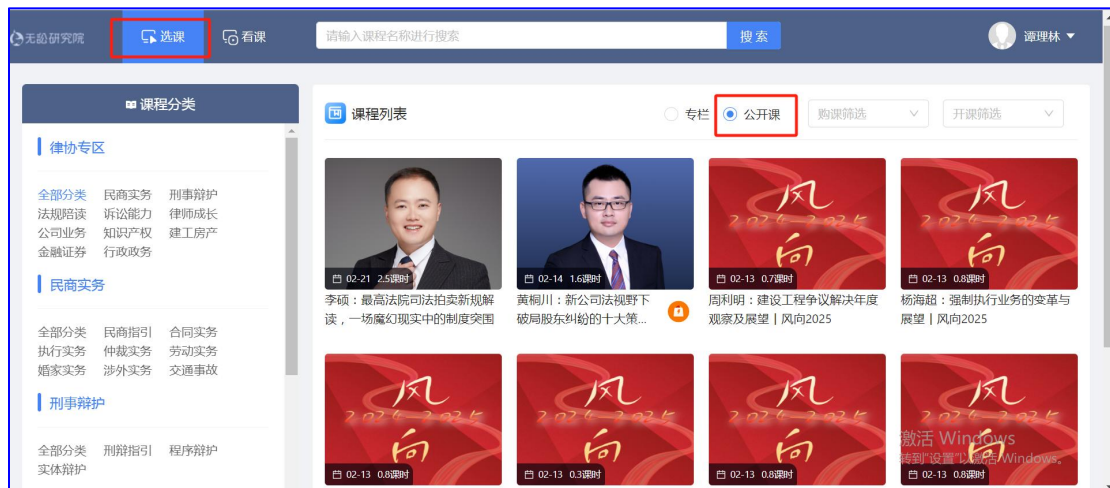 无讼研究院
选课
看课
请输入课程名称进行搜索
搜索
谭理林
课程分类
律协专区
全部分类 民商实务 刑事辩护
法规陪读 诉讼能力 律师成长
公司业务 知识产权 建工房产
金融证券 行政政务
民商实务
全部分类 民商指引 合同实务
执行实务 仲裁实务 劳动实务
婚家实务 涉外实务 交通事故
刑事辩护
全部分类 刑辩指引 程序辩护
实体辩护
课程列表
专栏
公开课
购课筛选
开课筛选
02-21 2.5课时
李硕：最高法院司法拍卖新规解
读，一场魔幻现实中的制度突围
02-14 1.6课时
黄桐川：新公司法视野下
破局股东纠纷的十大策...
风
2024-2025
向
02-13 0.7课时
周利明：建设工程争议解决年度
观察及展望 | 风向2025
风
2024-2025
向
02-13 0.8课时
杨海超：强制执行业务的变革与
展望 | 风向2025
风
2024-2025
向
02-13 0.8课时
风
2024-2025
向
02-13 0.3课时
风
2024-2025
向
02-13 0.8课时
风
2024-2025
向
02-13 0.8课时
激活 Windows
转到"设置"以激活 Windows。